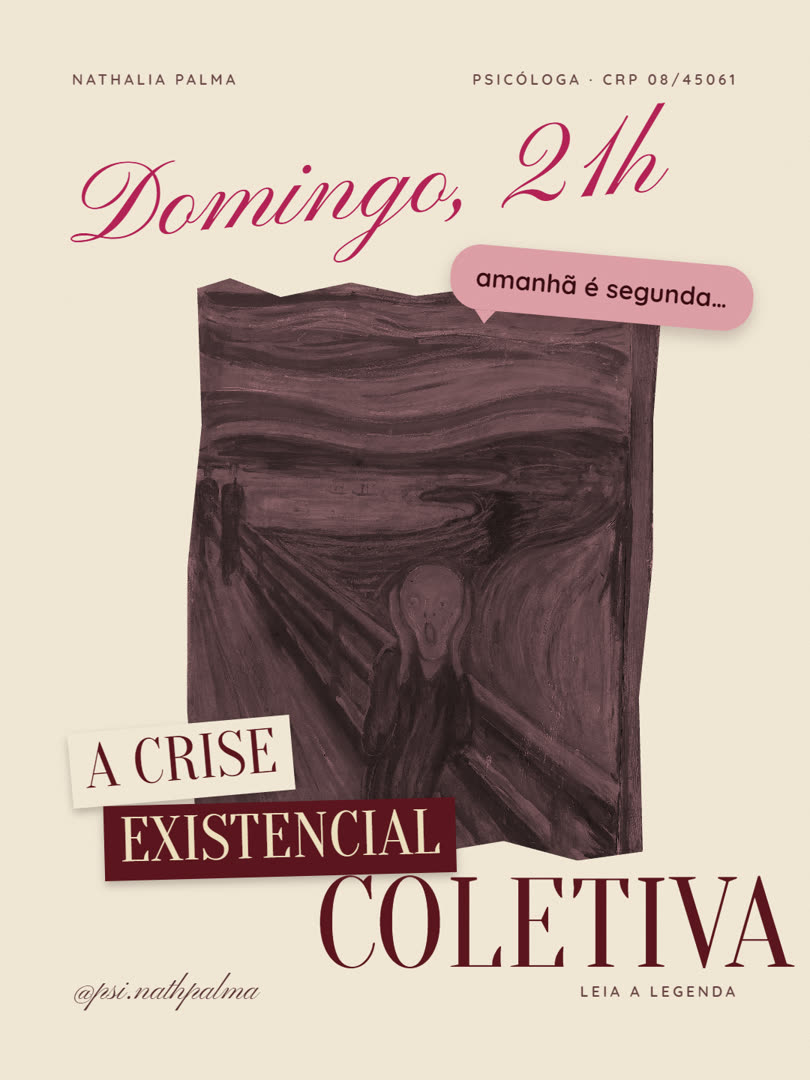 NATHALIA PALMA
PSICÓLOGA · CRP 08/45061
Domingo, 21h
amanhã é segunda...
A CRISE
EXISTENCIAL
COLETIVA
@psi.nathpalma
LEIA A LEGENDA